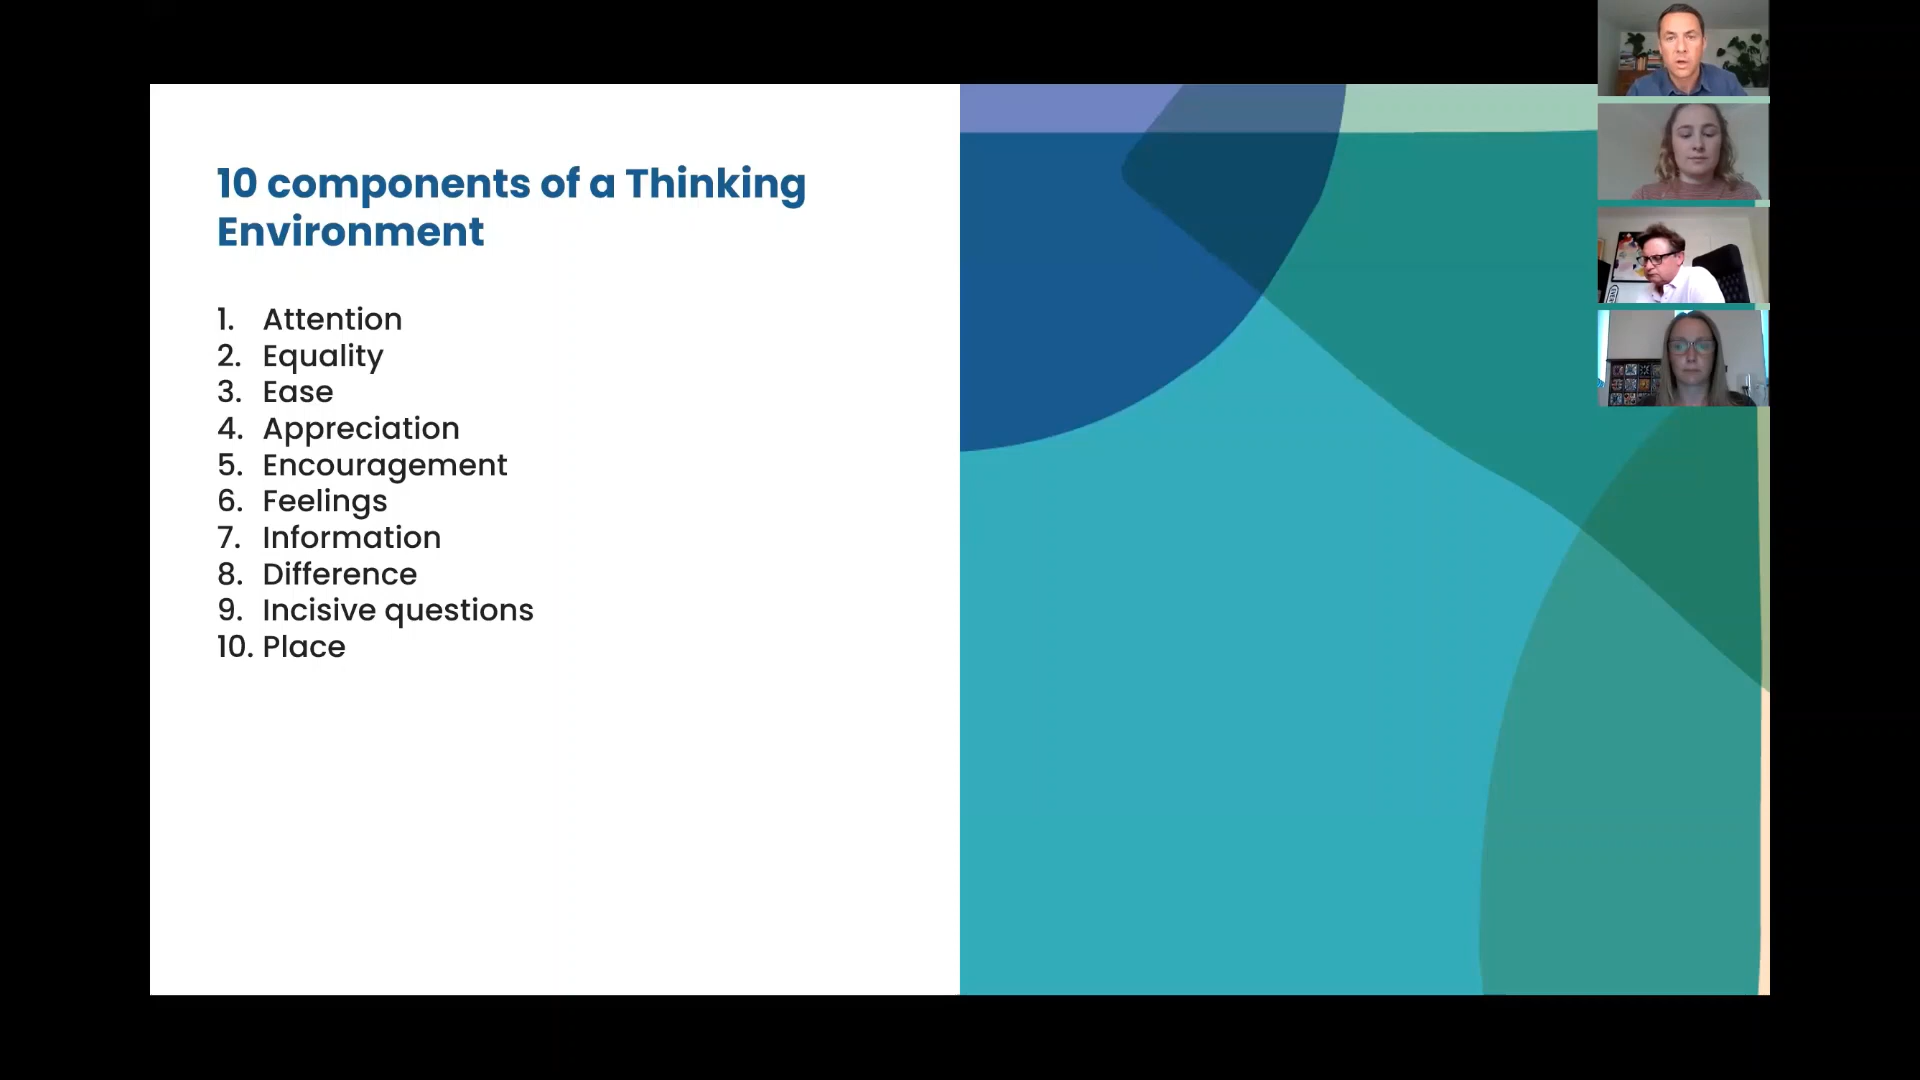 10 components of a Thinking
Environment
1. Attention
2. Equality
3. Ease
4. Appreciation
5. Encouragement
6. Feelings
7. Information
8. Difference
9. Incisive questions
10. Place